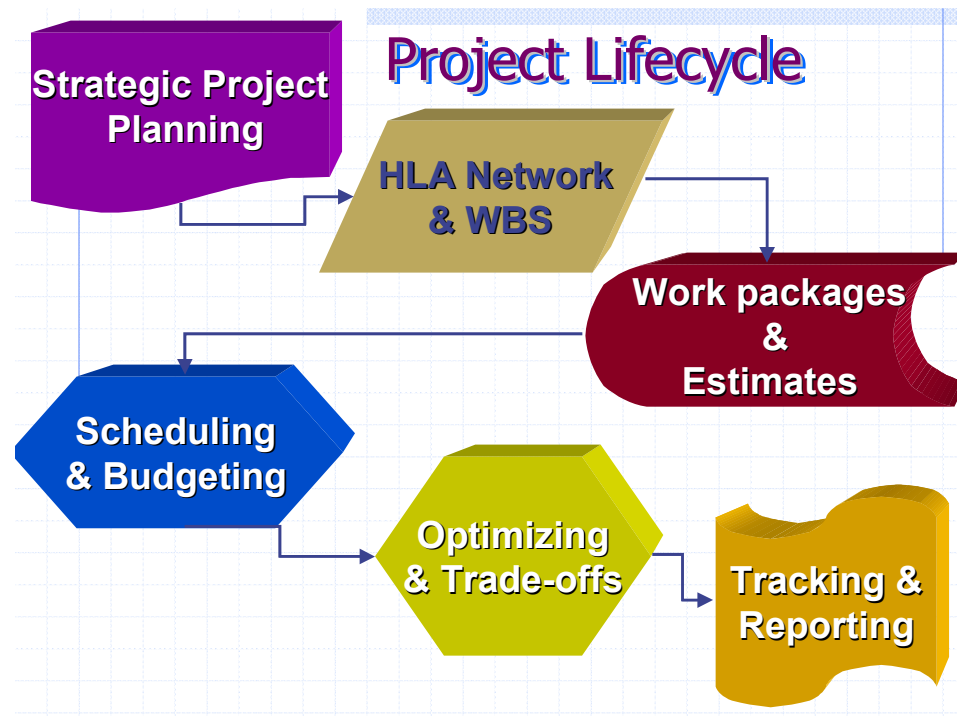 Project Lifecycle
Strategic Project
Planning
HLA Network
& WBS
Work packages
&
Estimates
Scheduling
& Budgeting
Optimizing
& Trade-offs
Tracking &
Reporting